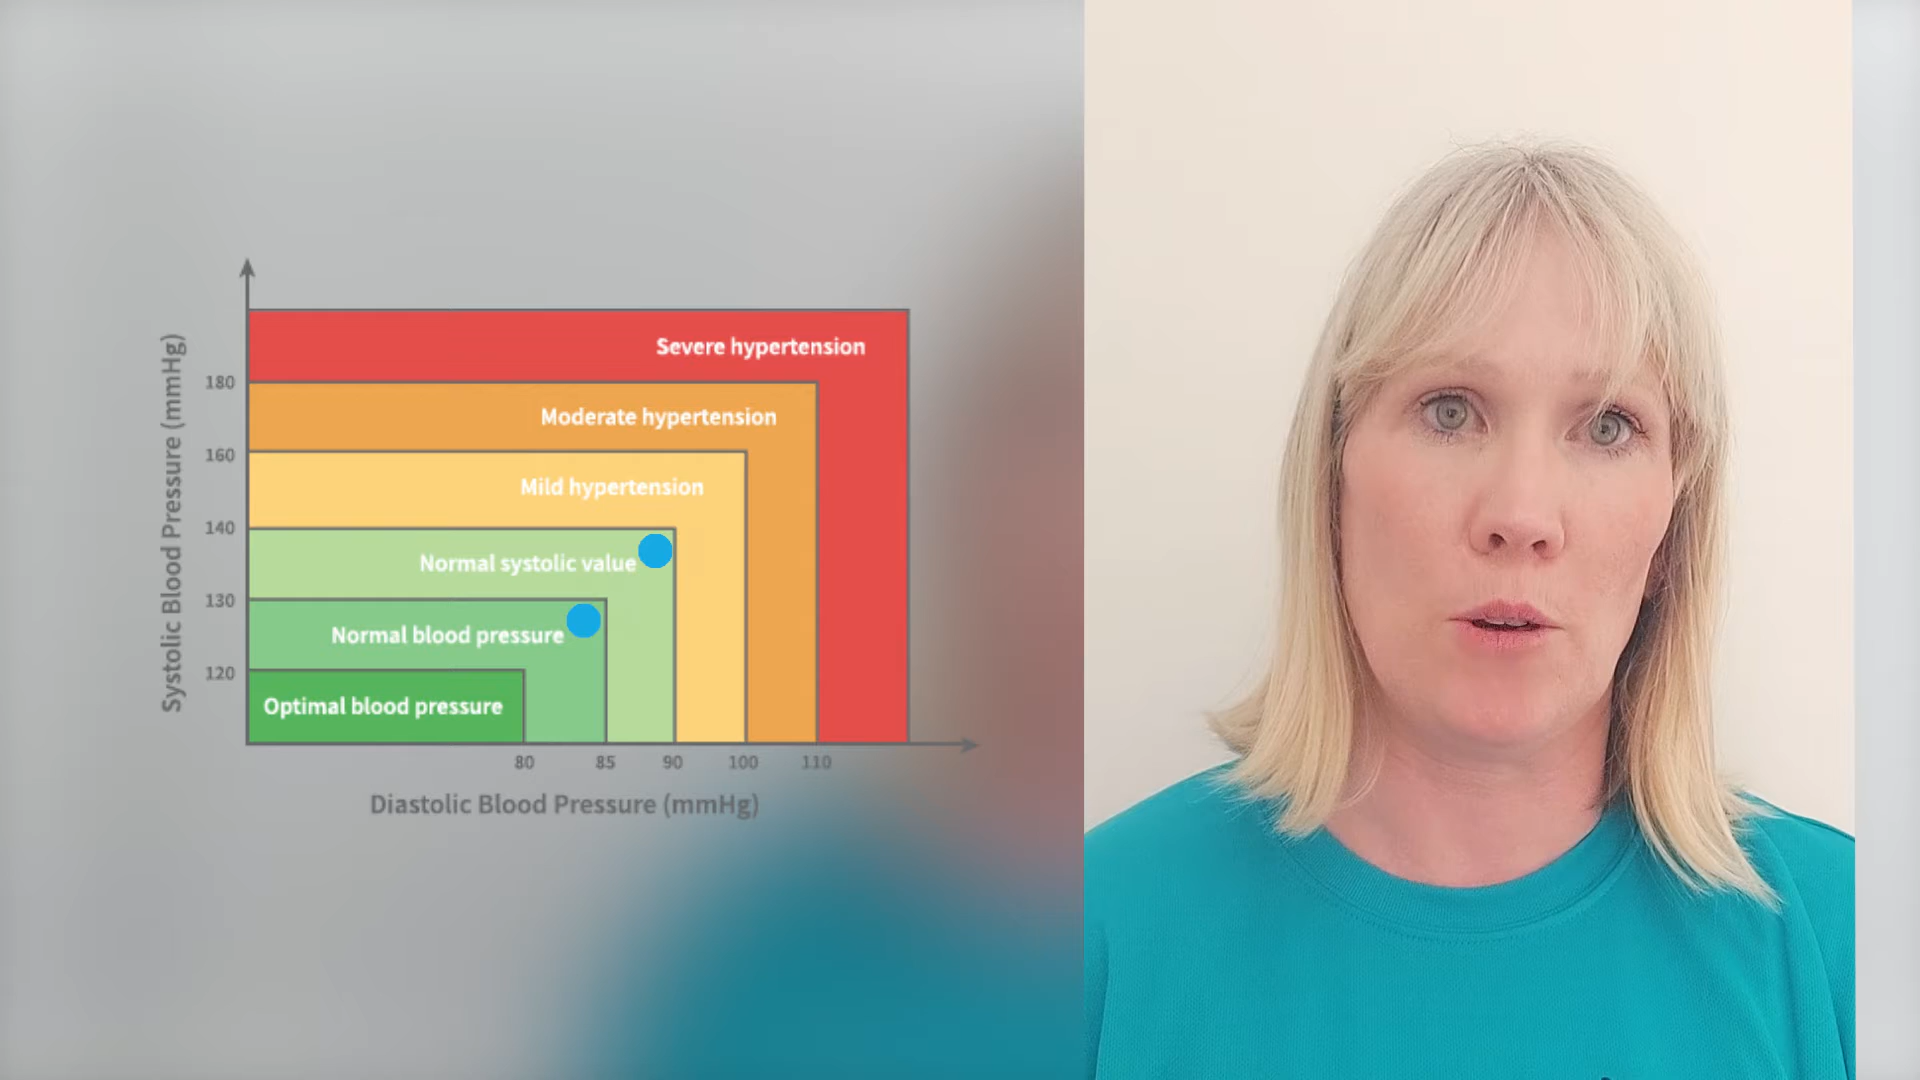 Systolic Blood Pressure (mmHg)
180
160
140
130
120
Severe hypertension
Moderate hypertension
Mild hypertension
Normal systolic value
Normal blood pressure
Optimal blood pressure
80 85 90 100 110
Diastolic Blood Pressure (mmHg)